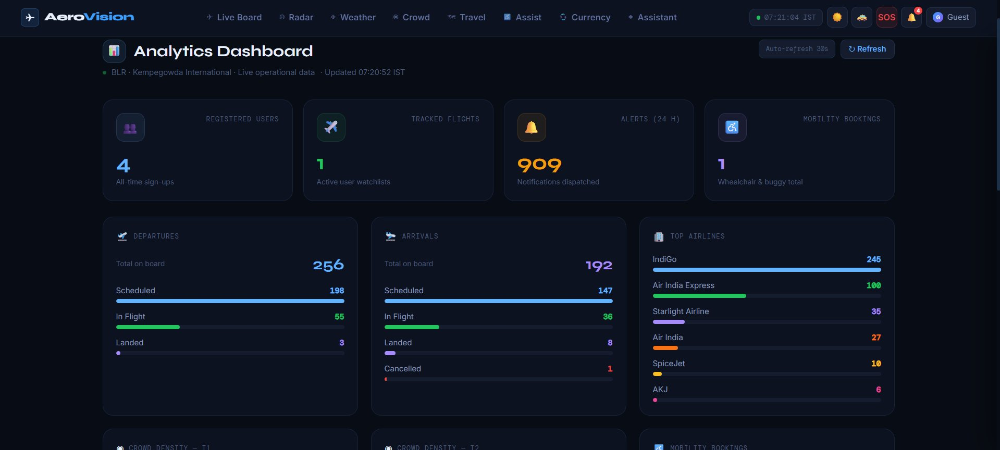 AeroVision
Live Board
Radar
Weather
Crowd
Travel
Assist
Currency
Assistant
07:21:04 IST
SOS
4
G Guest
Analytics Dashboard
Auto-refresh 30s
↻ Refresh
BLR · Kempegowda International · Live operational data · Updated 07:20:52 IST
REGISTERED USERS
4
All-time sign-ups
TRACKED FLIGHTS
1
Active user watchlists
ALERTS (24 H)
909
Notifications dispatched
MOBILITY BOOKINGS
1
Wheelchair & buggy total
DEPARTURES
Total on board 256
Scheduled 198
In Flight 55
Landed 3
ARRIVALS
Total on board 192
Scheduled 147
In Flight 36
Landed 8
Cancelled 1
TOP AIRLINES
IndiGo 245
Air India Express 100
Starlight Airline 35
Air India 27
SpiceJet 10
AKJ 6
CROWD DENSITY — T1
CROWD DENSITY — T2
MOBILITY BOOKINGS